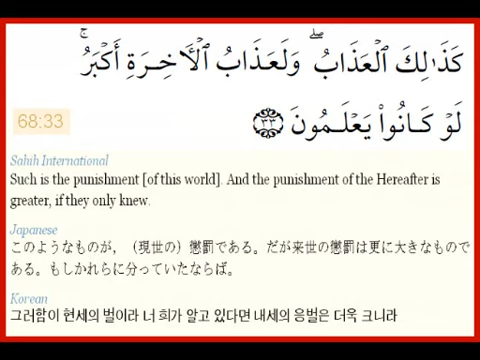 كَذَٰلِكَ ٱلْعَذَابُ ۖ وَلَعَذَابُ ٱلْـَٔاخِرَةِ أَكْبَرُ ۚ
لَوْ كَانُوا۟ يَعْلَمُونَ ٣٣
68:33
Sahih International
Such is the punishment [of this world]. And the punishment of the Hereafter is
greater, if they only knew.
Japanese
このようなものが, (現世の) 懲罰である。だが来世の懲罰は更に大きなもので
ある。もしかれらに分っていたならば。
Korean
그러함이 현세의 벌이라 너희가 알고 있다면 내세의 응벌은 더욱 크니라